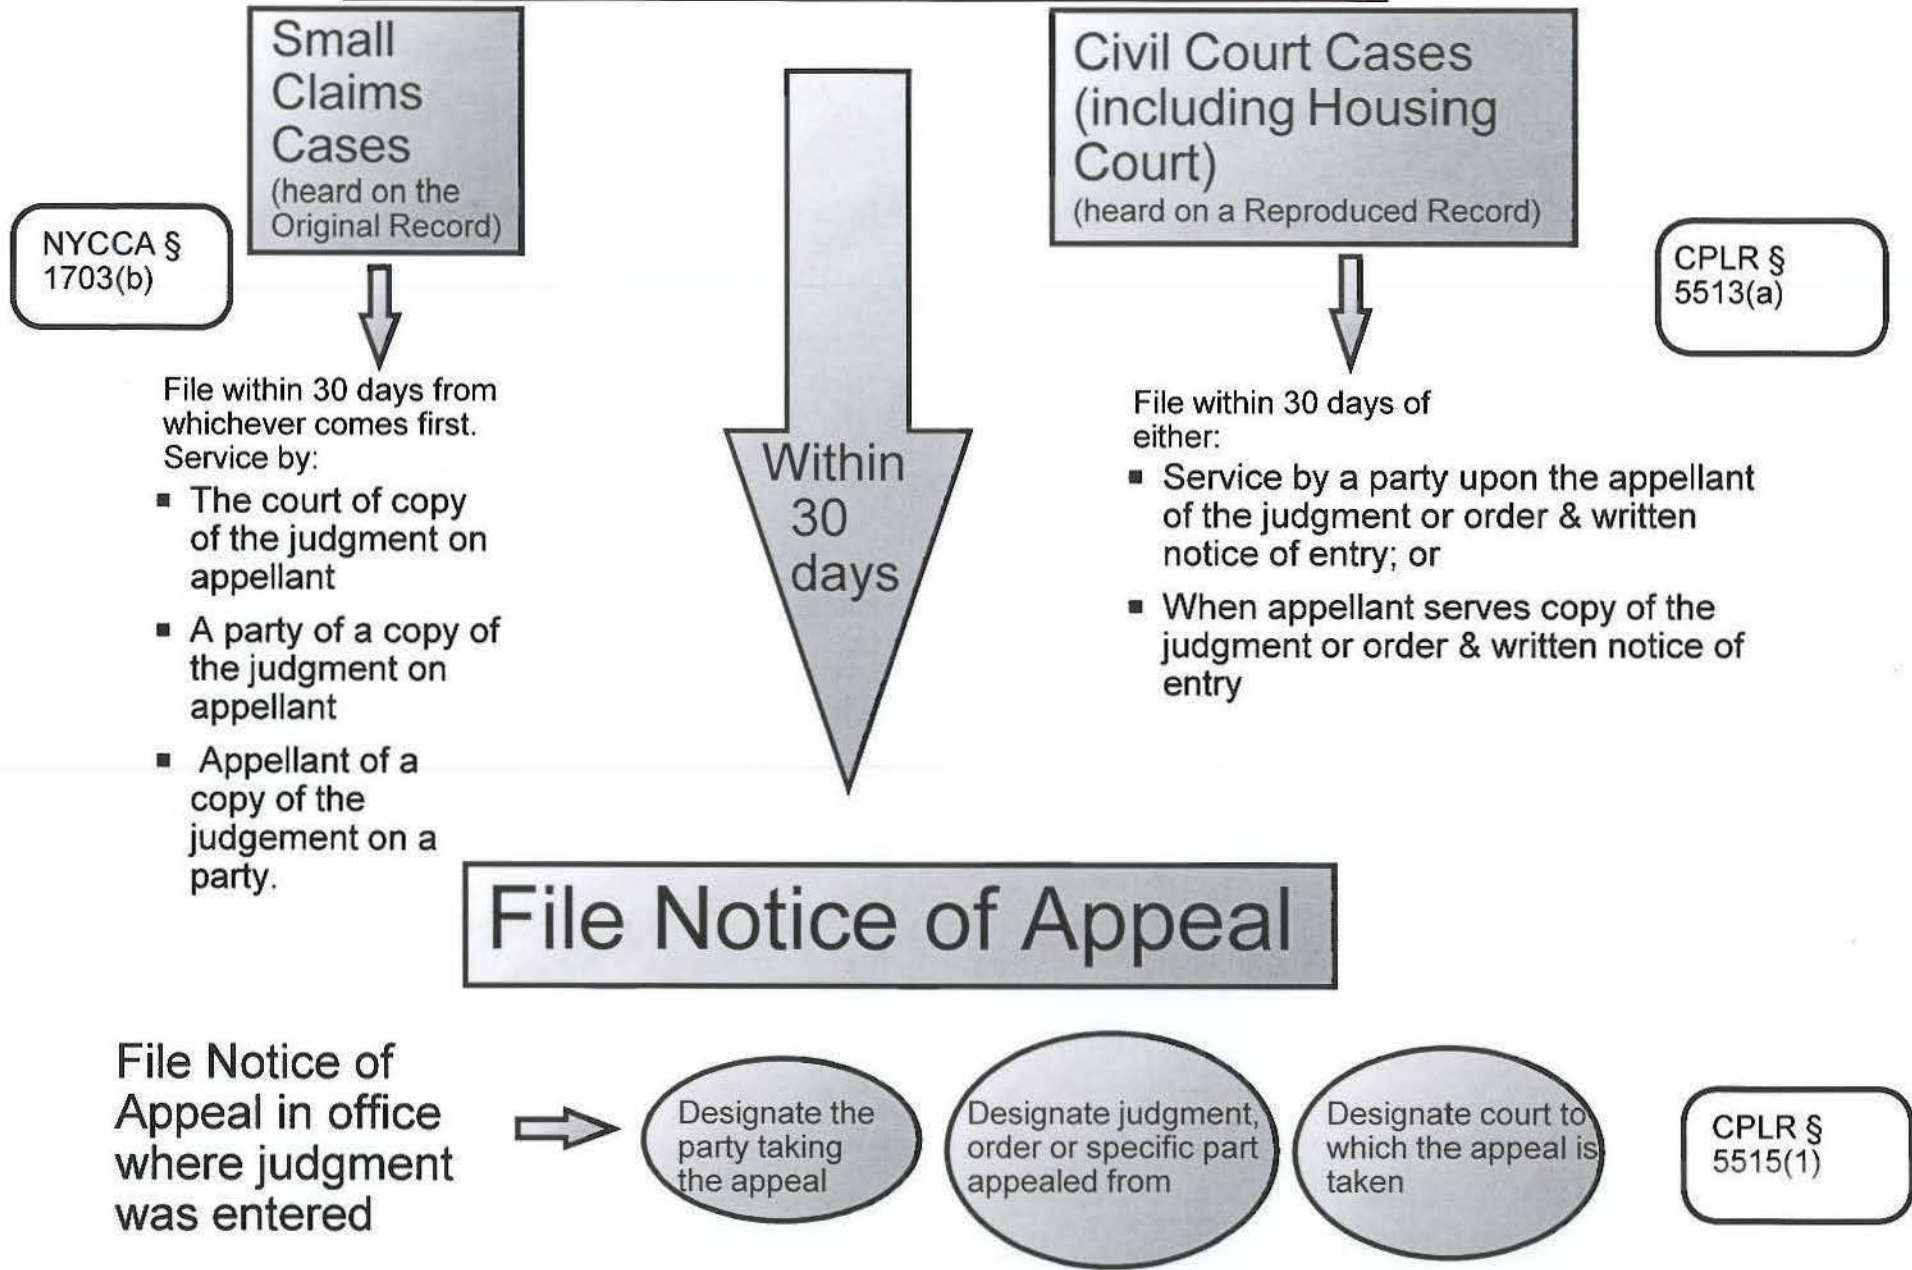 Small
Claims
Cases
(heard on the
Original Record)
NYCCA §
1703(b)
File within 30 days from
whichever comes first.
Service by:
▪ The court of copy
of the judgment on
appellant
▪ A party of a copy of
the judgment on
appellant
▪ Appellant of a
copy of the
judgement on a
party.
Within
30
days
Civil Court Cases
(including Housing
Court)
(heard on a Reproduced Record)
CPLR §
5513(a)
File within 30 days of
either:
▪ Service by a party upon the appellant
of the judgment or order & written
notice of entry; or
▪ When appellant serves copy of the
judgment or order & written notice of
entry
File Notice of Appeal
File Notice of
Appeal in office
where judgment
was entered
Designate the
party taking
the appeal
Designate judgment,
order or specific part
appealed from
Designate court to
which the appeal is
taken
CPLR §
5515(1)